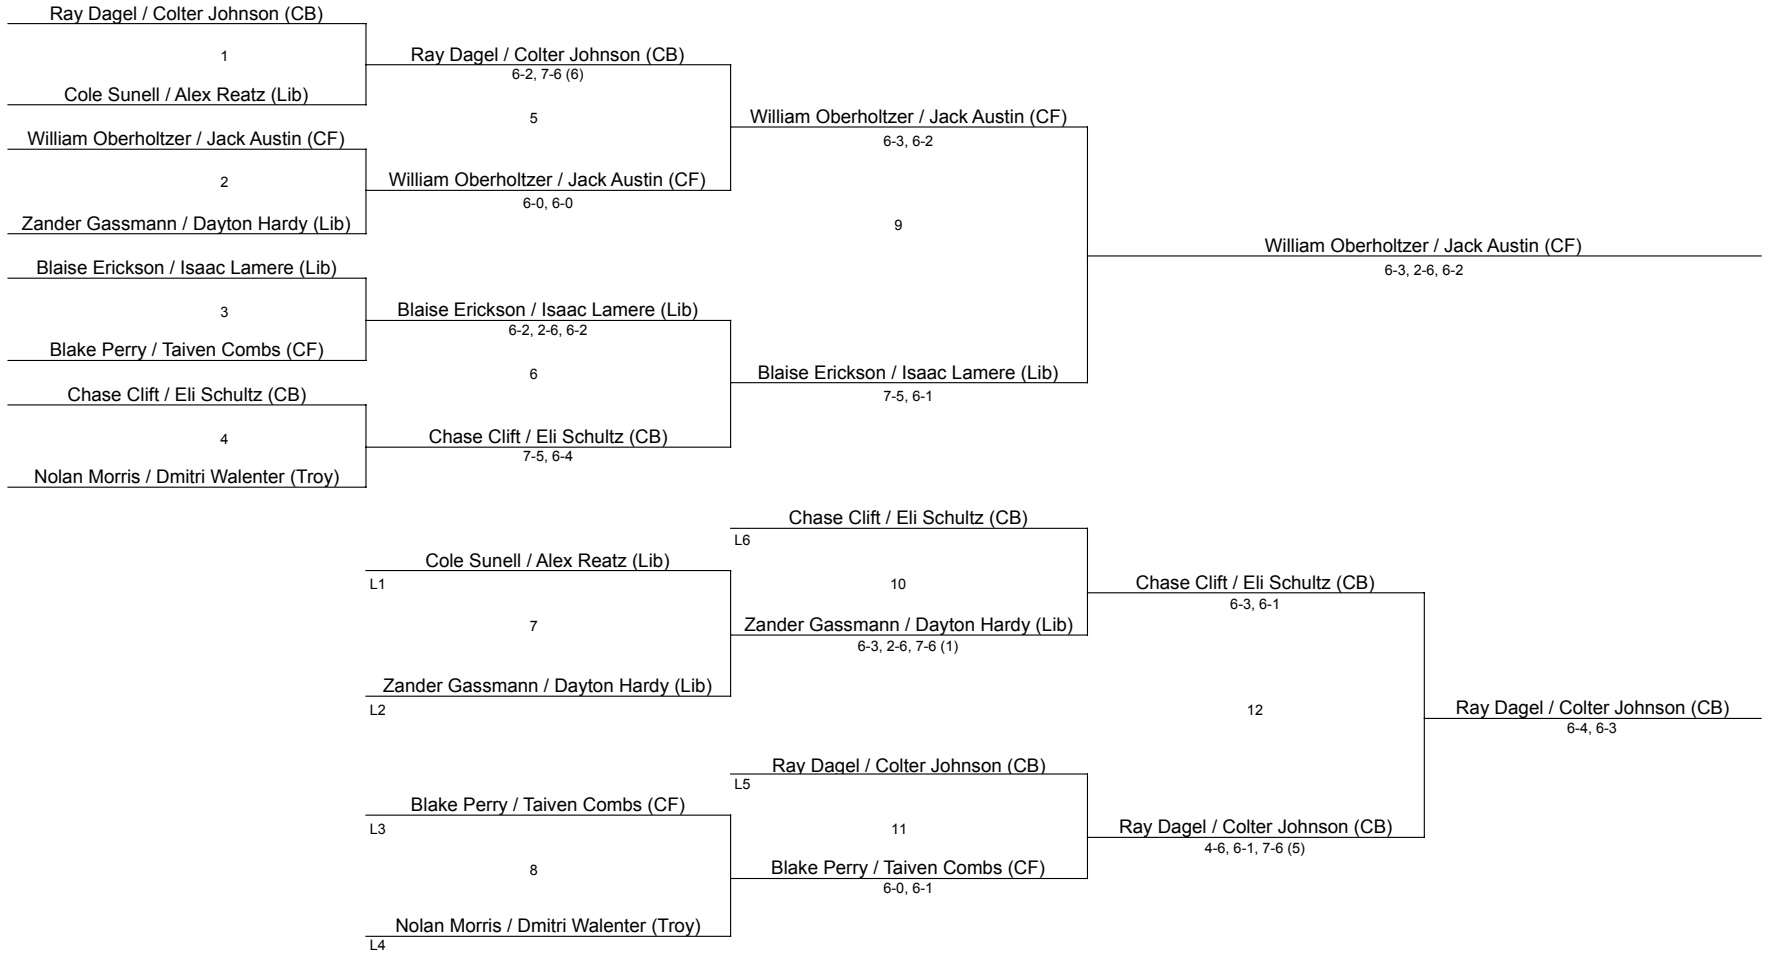 Ray Dagel / Colter Johnson (CB)
1
Cole Sunell / Alex Reatz (Lib)
William Oberholtzer / Jack Austin (CF)
2
Zander Gassmann / Dayton Hardy (Lib)
Blaise Erickson / Isaac Lamere (Lib)
3
Blake Perry / Taiven Combs (CF)
Chase Clift / Eli Schultz (CB)
4
Nolan Morris / Dmitri Walenter (Troy)
Ray Dagel / Colter Johnson (CB)
6-2, 7-6 (6)
5
William Oberholtzer / Jack Austin (CF)
6-0, 6-0
Blaise Erickson / Isaac Lamere (Lib)
6-2, 2-6, 6-2
6
Chase Clift / Eli Schultz (CB)
7-5, 6-4
William Oberholtzer / Jack Austin (CF)
6-3, 6-2
9
Blaise Erickson / Isaac Lamere (Lib)
7-5, 6-1
William Oberholtzer / Jack Austin (CF)
6-3, 2-6, 6-2
Cole Sunell / Alex Reatz (Lib)
L1
7
Zander Gassmann / Dayton Hardy (Lib)
L2
Blake Perry / Taiven Combs (CF)
L3
8
Nolan Morris / Dmitri Walenter (Troy)
L4
Chase Clift / Eli Schultz (CB)
L6
10
Zander Gassmann / Dayton Hardy (Lib)
6-3, 2-6, 7-6 (1)
Ray Dagel / Colter Johnson (CB)
L5
11
Blake Perry / Taiven Combs (CF)
6-0, 6-1
Chase Clift / Eli Schultz (CB)
6-3, 6-1
12
Ray Dagel / Colter Johnson (CB)
4-6, 6-1, 7-6 (5)
Ray Dagel / Colter Johnson (CB)
6-4, 6-3